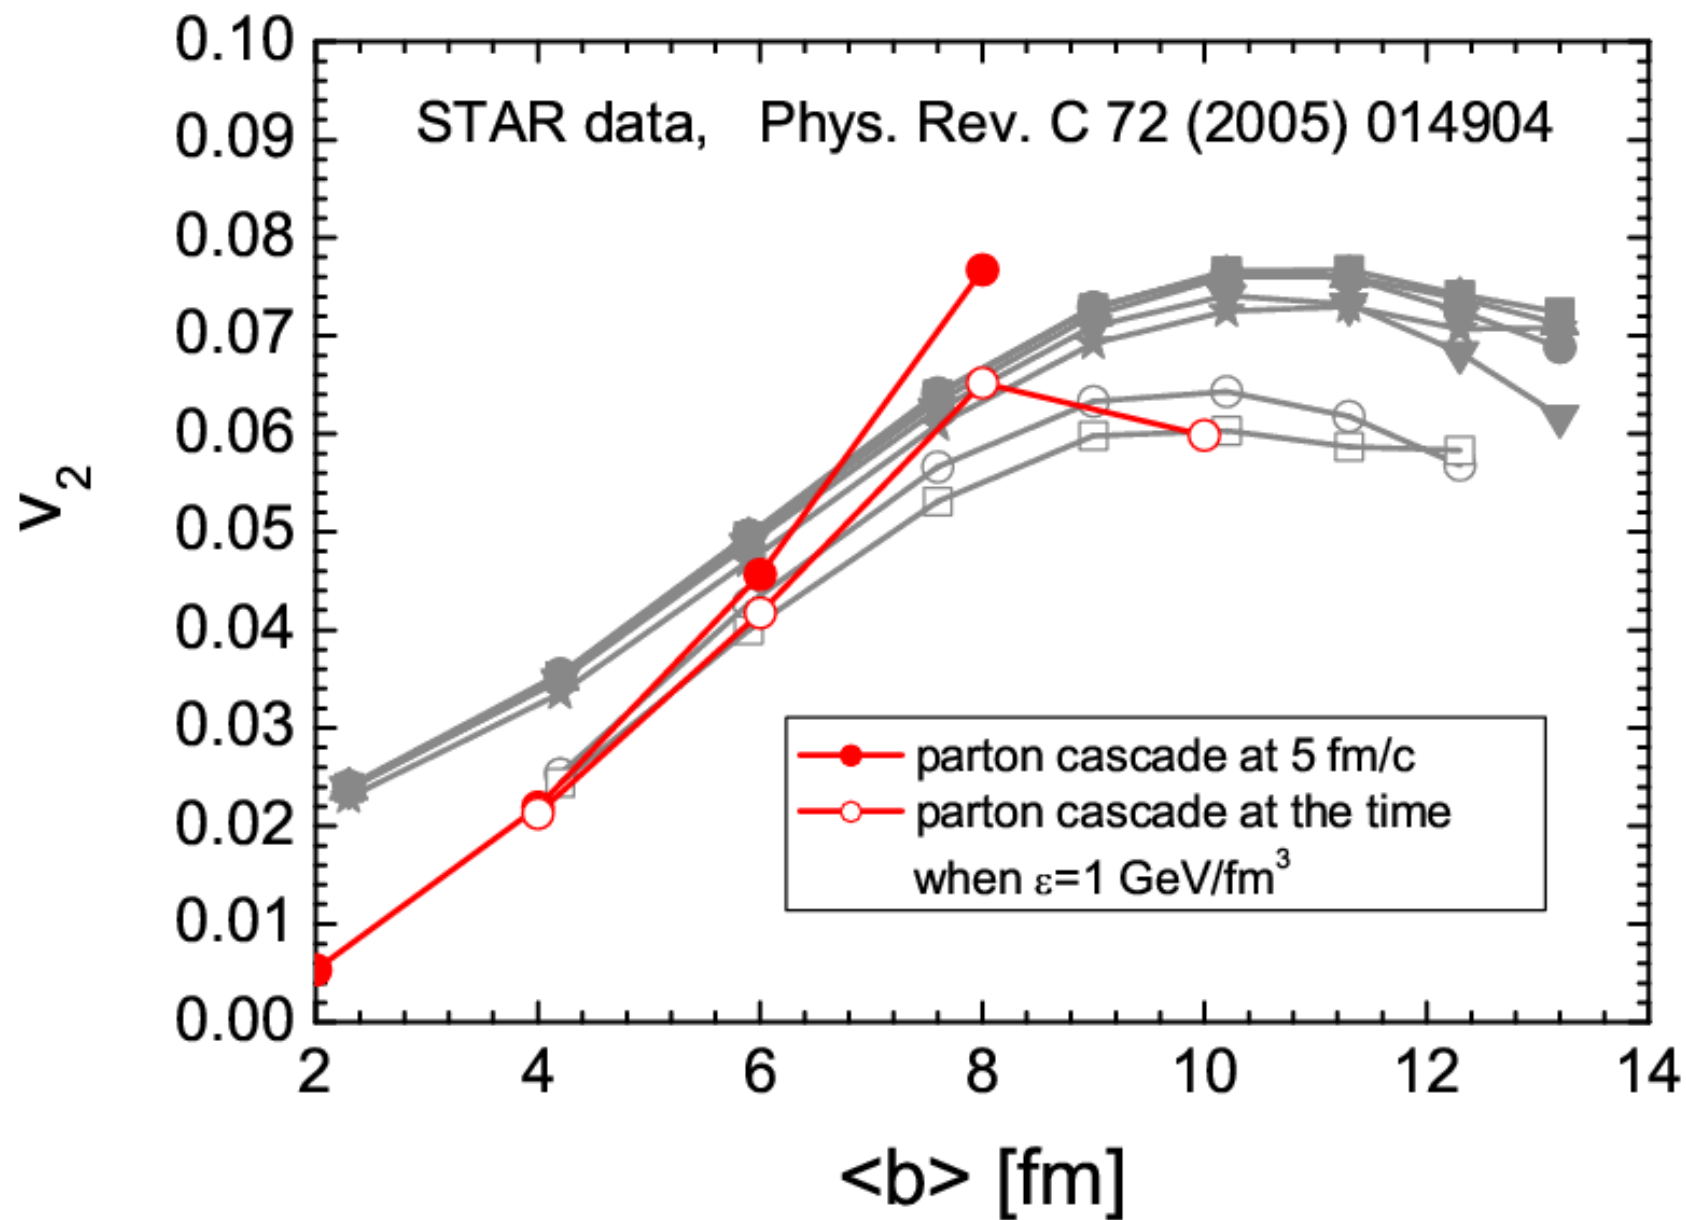 0.10
0.09
0.08
0.07
0.06
0.05
0.04
0.03
0.02
0.01
0.00
v₂
STAR data, Phys. Rev. C 72 (2005) 014904
parton cascade at 5 fm/c
parton cascade at the time
when ε=1 GeV/fm³
2 4 6 8 10 12 14
<b> [fm]